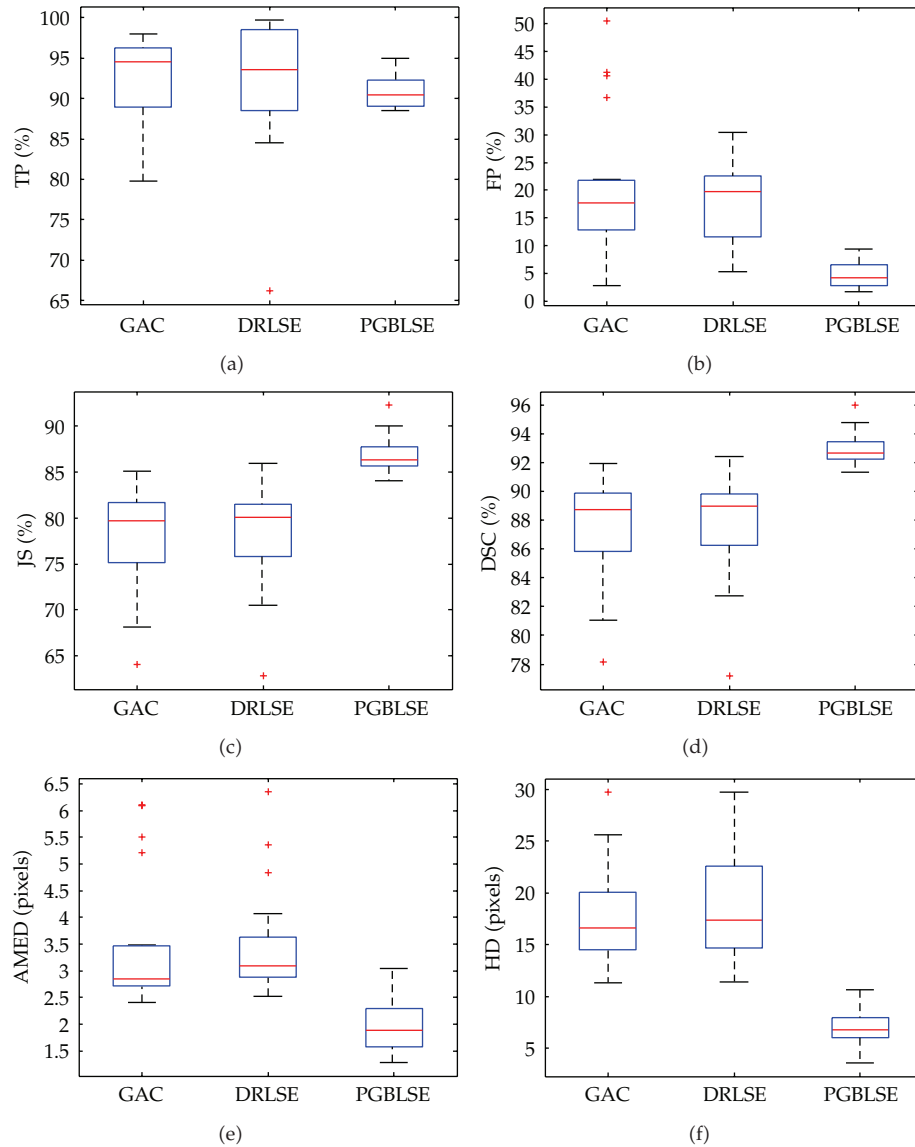 100
95
90
85
80
75
70
65
TP (%)
GAC DRLSE PGBLSE
(a)
50
45
40
35
30
25
20
15
10
5
0
FP (%)
GAC DRLSE PGBLSE
(b)
90
85
80
75
70
65
JS (%)
GAC DRLSE PGBLSE
(c)
96
94
92
90
88
86
84
82
80
78
DSC (%)
GAC DRLSE PGBLSE
(d)
6.5
6
5.5
5
4.5
4
3.5
3
2.5
2
1.5
AMED (pixels)
GAC DRLSE PGBLSE
(e)
30
25
20
15
10
5
HD (pixels)
GAC DRLSE PGBLSE
(f)